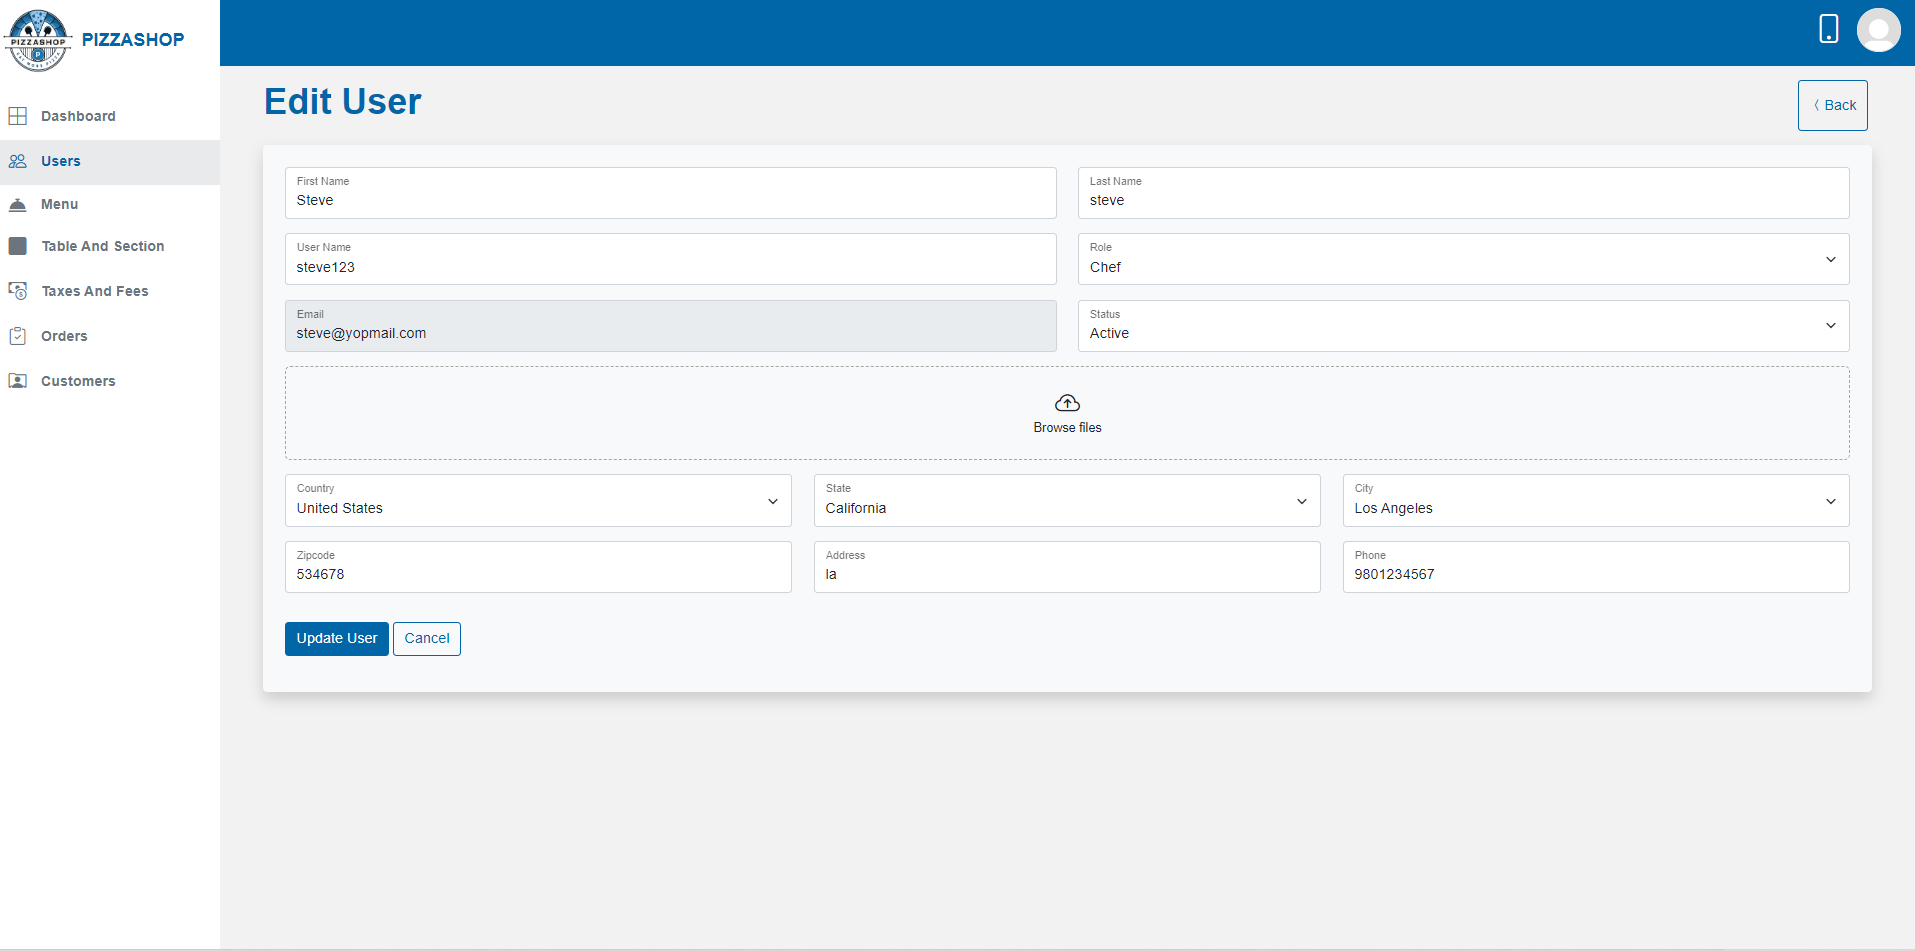 PIZZASHOP
PIZZASHOP
Dashboard
Users
Menu
Table And Section
Taxes And Fees
Orders
Customers
Edit User
〈 Back
First Name
Steve
Last Name
steve
User Name
steve123
Role
Chef
Email
steve@yopmail.com
Status
Active
Browse files
Country
United States
State
California
City
Los Angeles
Zipcode
534678
Address
la
Phone
9801234567
Update User
Cancel